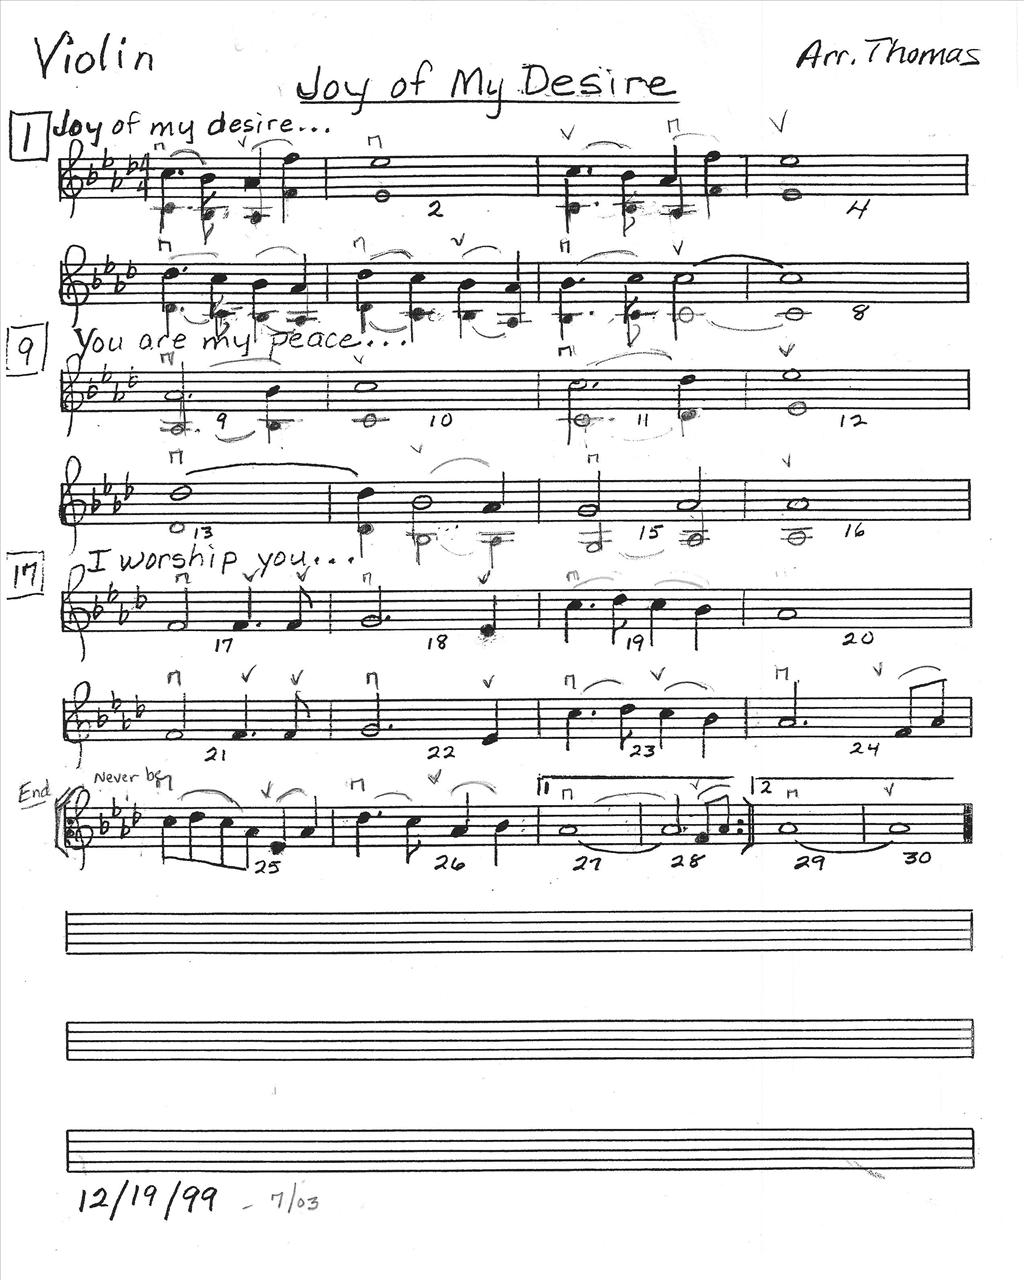 Violin
Arr. Thomas
Joy of My Desire
1 Joy of my desire...
2 4
8
9 You are my peace...
9 10 11 12
13 15 16
17 I worship you...
17 18 19 20
21 22 23 24
End Never be
1 2
25 26 27 28 29 30
12/19/99 - 7/03